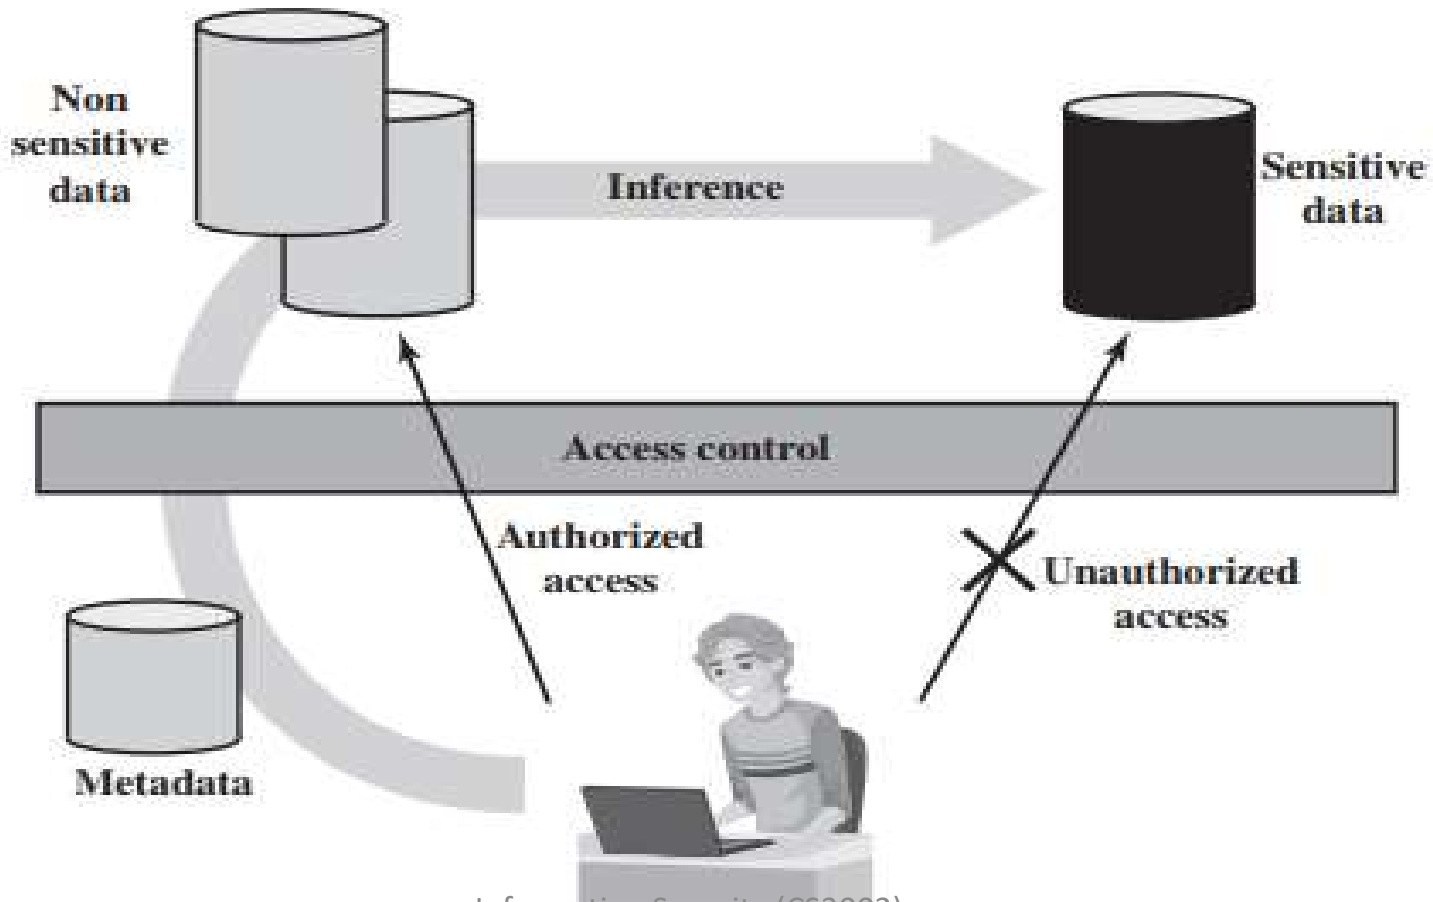 Non
sensitive
data
Inference
Sensitive
data
Access control
Authorized
access
Unauthorized
access
Metadata